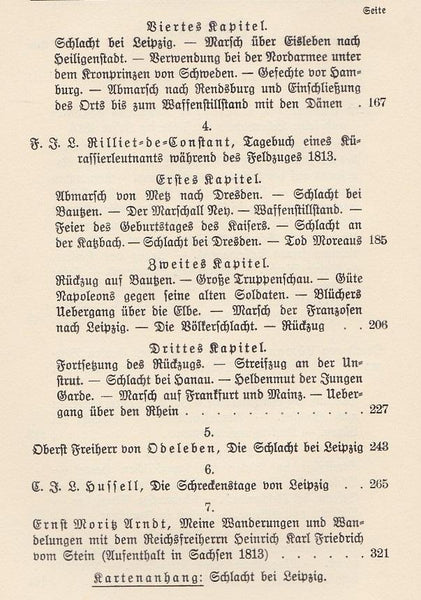 Seite
Viertes Kapitel.
Schlacht bei Leipzig. — Marsch über Eisleben nach
Heiligenstadt. — Verwendung bei der Nordarmee unter
dem Kronprinzen von Schweden. — Gefechte vor Ham-
burg. — Abmarsch nach Rendsburg und Einschließung
des Orts bis zum Waffenstillstand mit den Dänen . 167
4.
F. J. L. Rilliet-de-Constant, Tagebuch eines Kü-
rassierleutnants während des Feldzuges 1813.
Erstes Kapitel.
Abmarsch von Metz nach Dresden. — Schlacht bei
Bautzen. — Der Marschall Ney. — Waffenstillstand. —
Feier des Geburtstages des Kaisers. — Schlacht an
der Katzbach. — Schlacht bei Dresden. — Tod Moreaus 185
Zweites Kapitel.
Rückzug auf Bautzen. — Große Truppenschau. — Güte
Napoleons gegen seine alten Soldaten. — Blüchers
Uebergang über die Elbe. — Marsch der Franzosen
nach Leipzig. — Die Völkerschlacht. — Rückzug . . 206
Drittes Kapitel.
Fortsetzung des Rückzugs. — Streifzug an der Un-
strut. — Schlacht bei Hanau. — Heldenmut der Jungen
Garde. — Marsch auf Frankfurt und Mainz. — Ueber-
gang über den Rhein . . . . . . . . . . . . 227
5.
Oberst Freiherr von Odeleben, Die Schlacht bei Leipzig 243
6.
C. J. L. Hussell, Die Schreckenstage von Leipzig . . 265
7.
Ernst Moritz Arndt, Meine Wanderungen und Wan-
delungen mit dem Reichsfreiherrn Heinrich Karl Friedrich
vom Stein (Aufenthalt in Sachsen 1813) . . . . . . 321
Kartenanhang: Schlacht bei Leipzig.